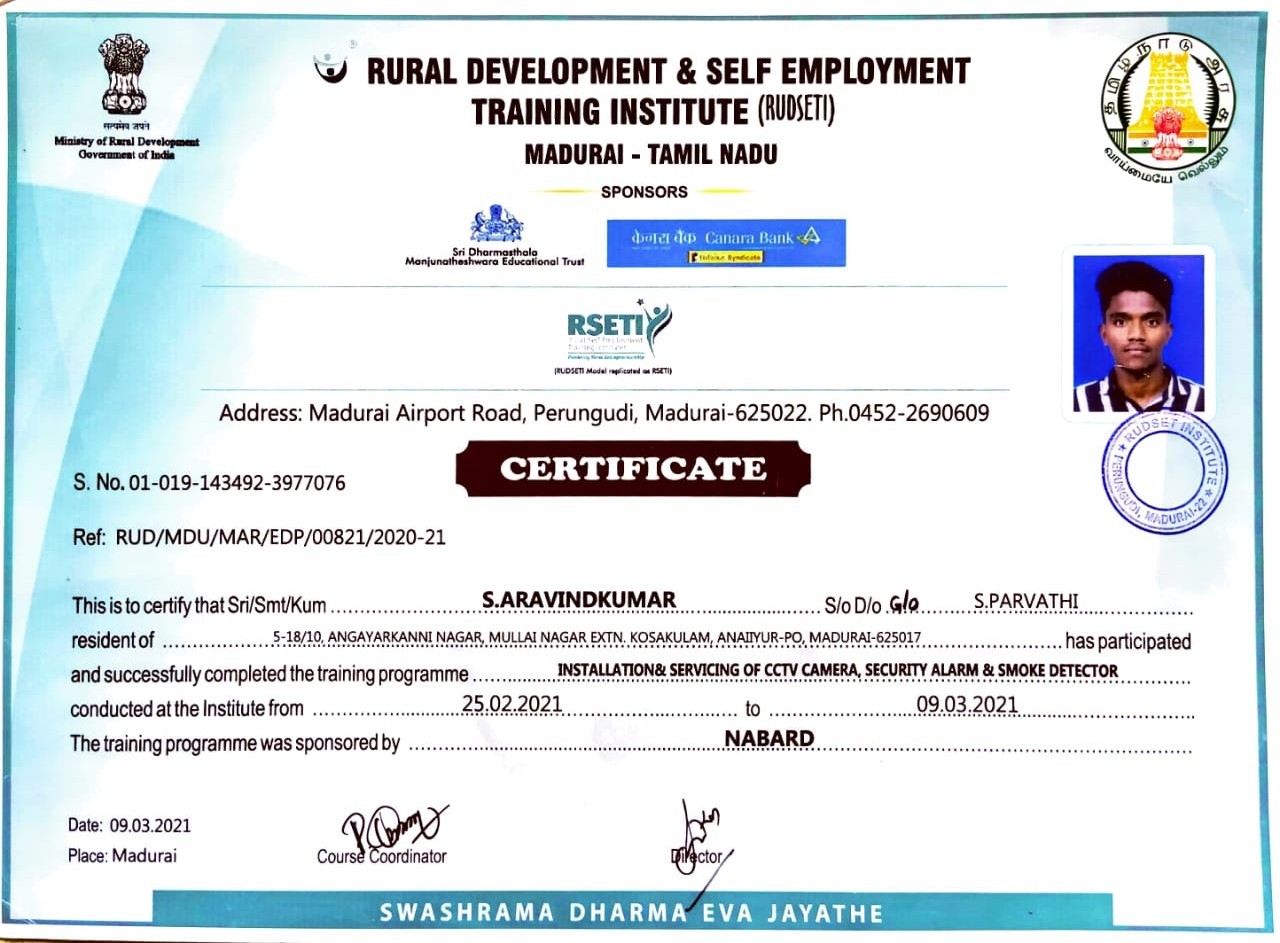 सत्यमेव जयते
Ministry of Rural Development
Government of India
RURAL DEVELOPMENT & SELF EMPLOYMENT
TRAINING INSTITUTE (RUDSETI)
MADURAI - TAMIL NADU
தமிழ்நாடு அரசு
வாய்மையே வெல்லும்
SPONSORS
Sri Dharmasthala
Manjunatheshwara Educational Trust
केनरा बैंक Canara Bank
Syndicate
RSETI
(RUDSETI Model replicated as RSETI)
Address: Madurai Airport Road, Perungudi, Madurai-625022. Ph.0452-2690609
CERTIFICATE
RUDSET INSTITUTE
PERUNGUDI, MADURAI-22
S. No. 01-019-143492-3977076
Ref: RUD/MDU/MAR/EDP/00821/2020-21
This is to certify that Sri/Smt/Kum S.ARAVINDKUMAR S/o D/o G/o S.PARVATHI
resident of 5-18/10, ANGAYARKANNI NAGAR, MULLAI NAGAR EXTN. KOSAKULAM, ANAIIYUR-PO, MADURAI-625017 has participated
and successfully completed the training programme INSTALLATION& SERVICING OF CCTV CAMERA, SECURITY ALARM & SMOKE DETECTOR
conducted at the Institute from 25.02.2021 to 09.03.2021
The training programme was sponsored by NABARD
Date: 09.03.2021
Place: Madurai
Course Coordinator
Director
SWASHRAMA DHARMA EVA JAYATHE